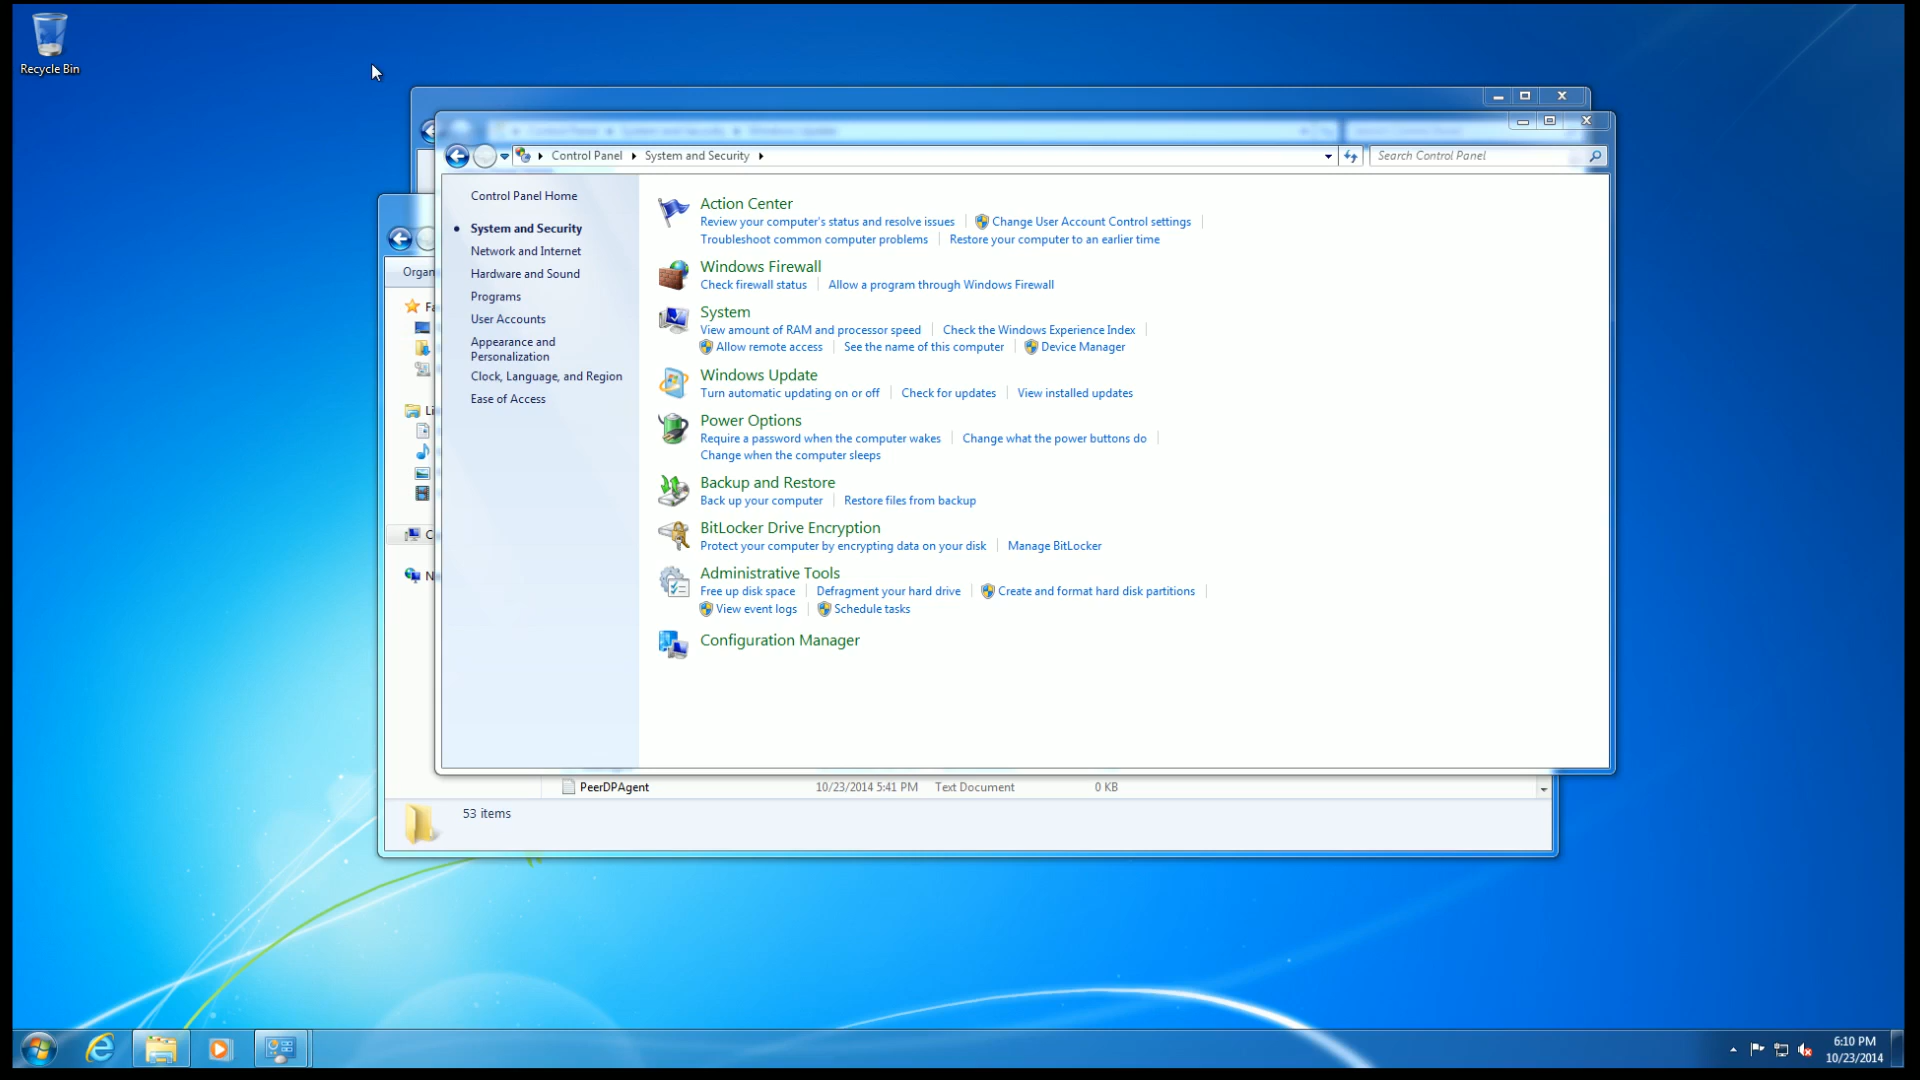 Recycle Bin
Control Panel System and Security Windows Update
Control Panel System and Security
Search Control Panel
Control Panel Home
System and Security
Network and Internet
Hardware and Sound
Programs
User Accounts
Appearance and
Personalization
Clock, Language, and Region
Ease of Access
Action Center
Review your computer's status and resolve issues Change User Account Control settings
Troubleshoot common computer problems Restore your computer to an earlier time
Windows Firewall
Check firewall status Allow a program through Windows Firewall
System
View amount of RAM and processor speed Check the Windows Experience Index
Allow remote access See the name of this computer Device Manager
Windows Update
Turn automatic updating on or off Check for updates View installed updates
Power Options
Require a password when the computer wakes Change what the power buttons do
Change when the computer sleeps
Backup and Restore
Back up your computer Restore files from backup
BitLocker Drive Encryption
Protect your computer by encrypting data on your disk Manage BitLocker
Administrative Tools
Free up disk space Defragment your hard drive Create and format hard disk partitions
View event logs Schedule tasks
Configuration Manager
Organ
Fa
Li
C
N
PeerDPAgent 10/23/2014 5:41 PM Text Document 0 KB
53 items
6:10 PM
10/23/2014